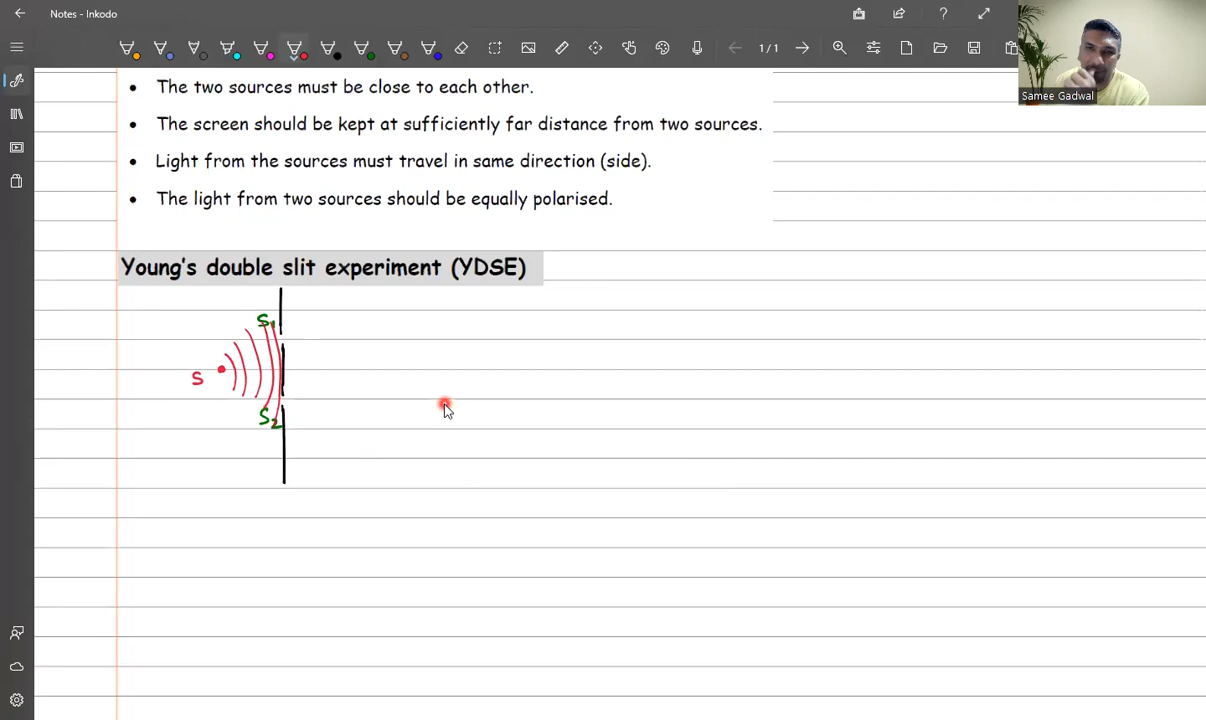 Notes - Inkodo
1/1
Samee Gadwal
• The two sources must be close to each other.
• The screen should be kept at sufficiently far distance from two sources.
• Light from the sources must travel in same direction (side).
• The light from two sources should be equally polarised.
Young's double slit experiment (YDSE)
S1
S
S2